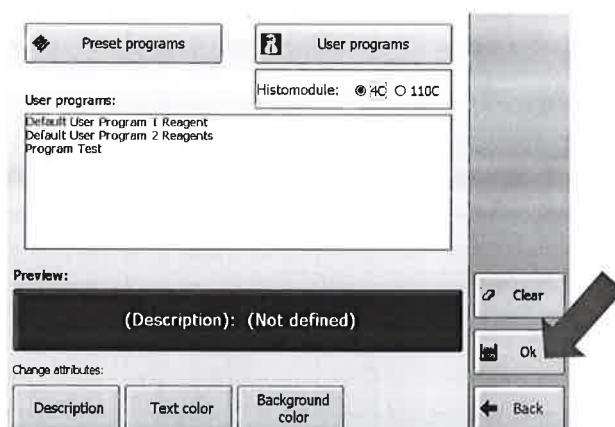 Preset programs
User programs
Histomodule: 4C 110C
User programs:
Default User Program 1 Reagent
Default User Program 2 Reagents
Program Test
Preview:
(Description): (Not defined)
Clear
Ok
Change attributes:
Description
Text color
Background
color
Back